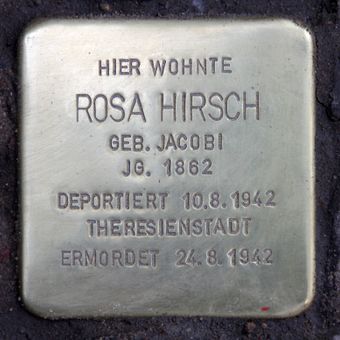 HIER WOHNTE
ROSA HIRSCH
GEB. JACOBI
JG. 1862
DEPORTIERT 10.8.1942
THERESIENSTADT
ERMORDET 24.8.1942